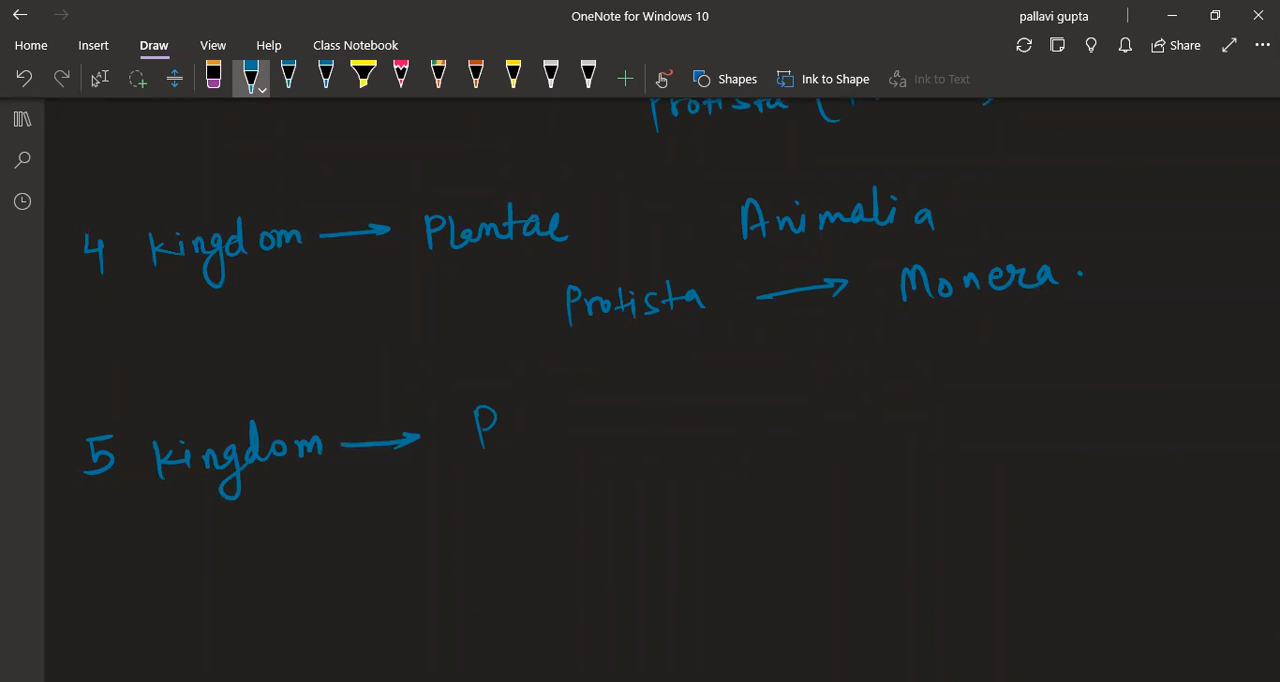 OneNote for Windows 10
pallavi gupta
Home Insert Draw View Help Class Notebook
Share
Shapes Ink to Shape Ink to Text
Protista (
4 Kingdom → Plantae Animalia
Protista → Monera.
5 Kingdom → P